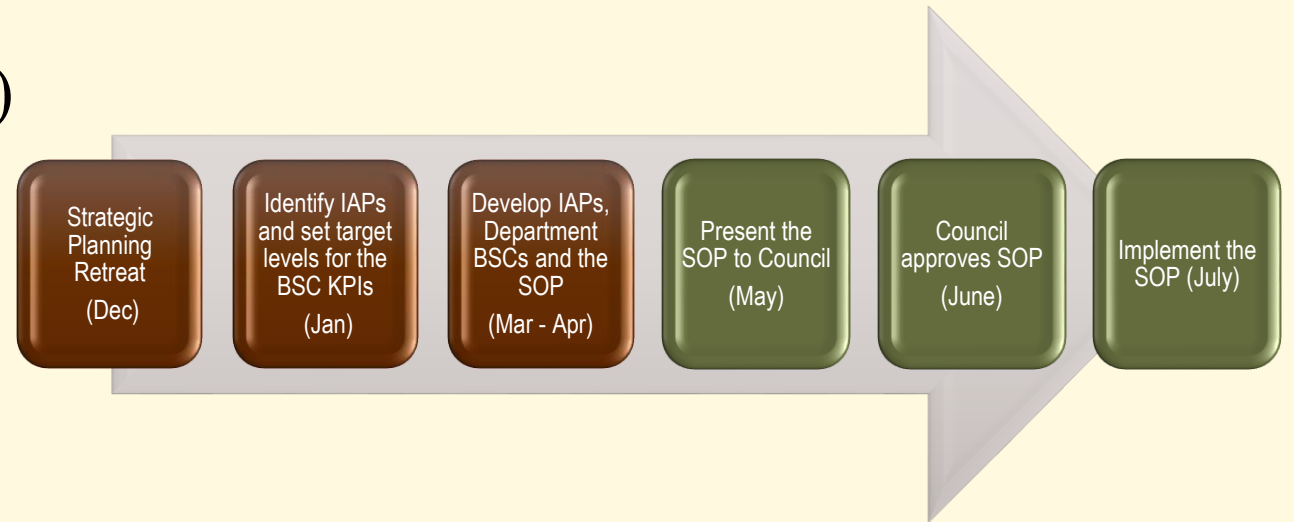 )
Strategic
Planning
Retreat
(Dec)
Identify IAPs
and set target
levels for the
BSC KPIs
(Jan)
Develop IAPs,
Department
BSCs and the
SOP
(Mar - Apr)
Present the
SOP to Council
(May)
Council
approves SOP
(June)
Implement the
SOP (July)